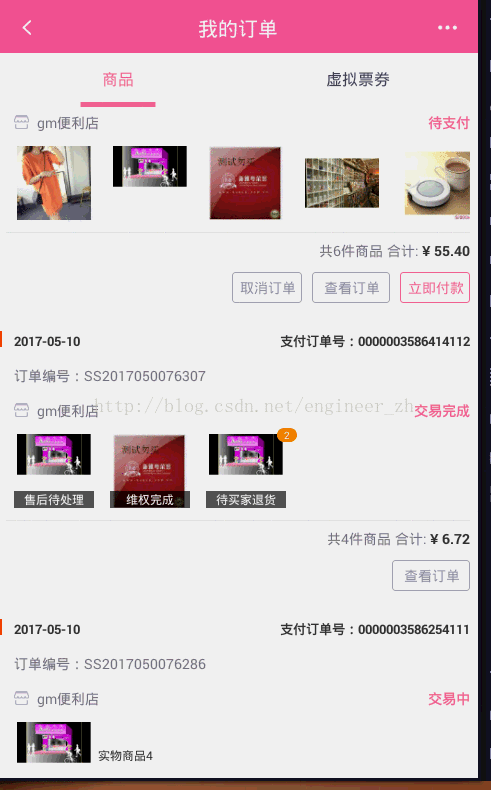 我的订单
商品 虚拟票券
gm便利店 待支付
测试勿
共6件商品 合计: ¥ 55.40
取消订单 查看订单 立即付款
2017-05-10 支付订单号：0000003586414112
订单编号：SS2017050076307
http://blog.csdn.net/engineer_zh
gm便利店 交易完成
测试勿
2
售后待处理 维权完成 待买家退货
共4件商品 合计: ¥ 6.72
查看订单
2017-05-10 支付订单号：0000003586254111
订单编号：SS2017050076286
gm便利店 交易中
实物商品4